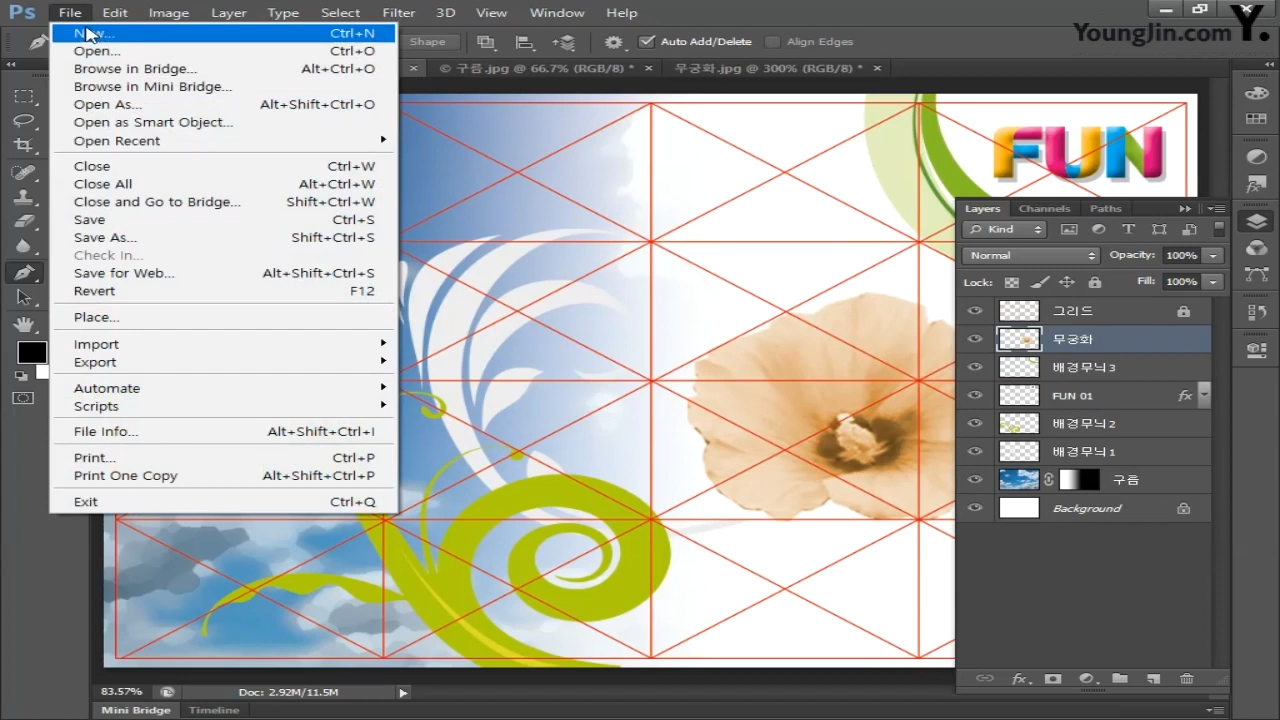 Ps File Edit Image Layer Type Select Filter 3D View Window Help
YoungJin.com Y.
Shape Auto Add/Delete Align Edges
© 구름.jpg @ 66.7% (RGB/8) * 무궁화.jpg @ 300% (RGB/8) *
New... Ctrl+N
Open... Ctrl+O
Browse in Bridge... Alt+Ctrl+O
Browse in Mini Bridge...
Open As... Alt+Shift+Ctrl+O
Open as Smart Object...
Open Recent
Close Ctrl+W
Close All Alt+Ctrl+W
Close and Go to Bridge... Shift+Ctrl+W
Save Ctrl+S
Save As... Shift+Ctrl+S
Check In...
Save for Web... Alt+Shift+Ctrl+S
Revert F12
Place...
Import
Export
Automate
Scripts
File Info... Alt+Shift+Ctrl+I
Print... Ctrl+P
Print One Copy Alt+Shift+Ctrl+P
Exit Ctrl+Q
FUN
Layers Channels Paths
Kind
Normal Opacity: 100%
Lock: Fill: 100%
그리드
무궁화
배경무늬3
FUN 01 fx
배경무늬2
배경무늬1
구름
Background
fx
83.57% Doc: 2.92M/11.5M
Mini Bridge Timeline